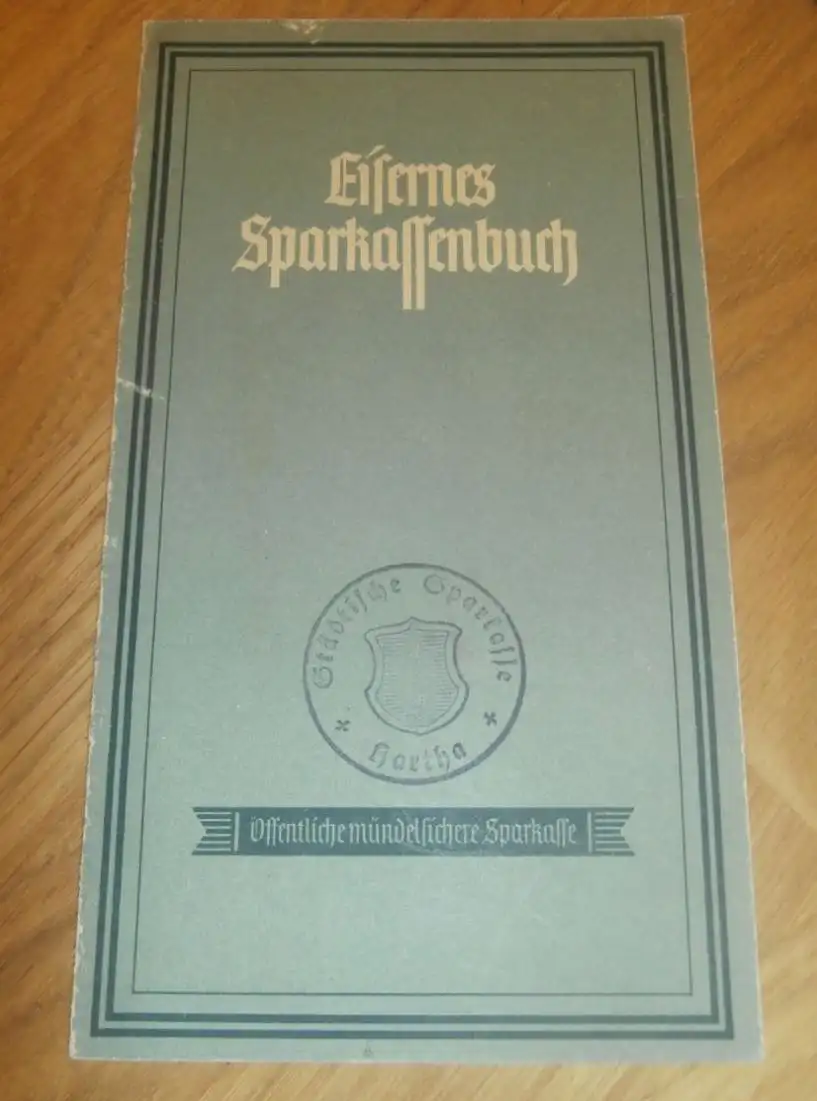 Eisernes
Sparkassenbuch
Städtische Sparkasse
Hartha
Öffentliche mündelsichere Sparkasse